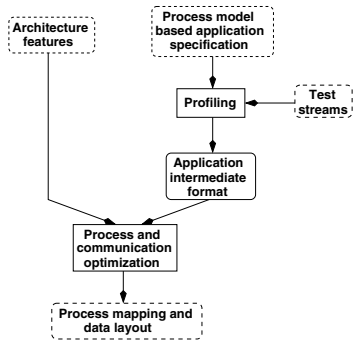 Architecture
features
Process model
based application
specification
Profiling
Test
streams
Application
intermediate
format
Process and
communication
optimization
Process mapping and
data layout